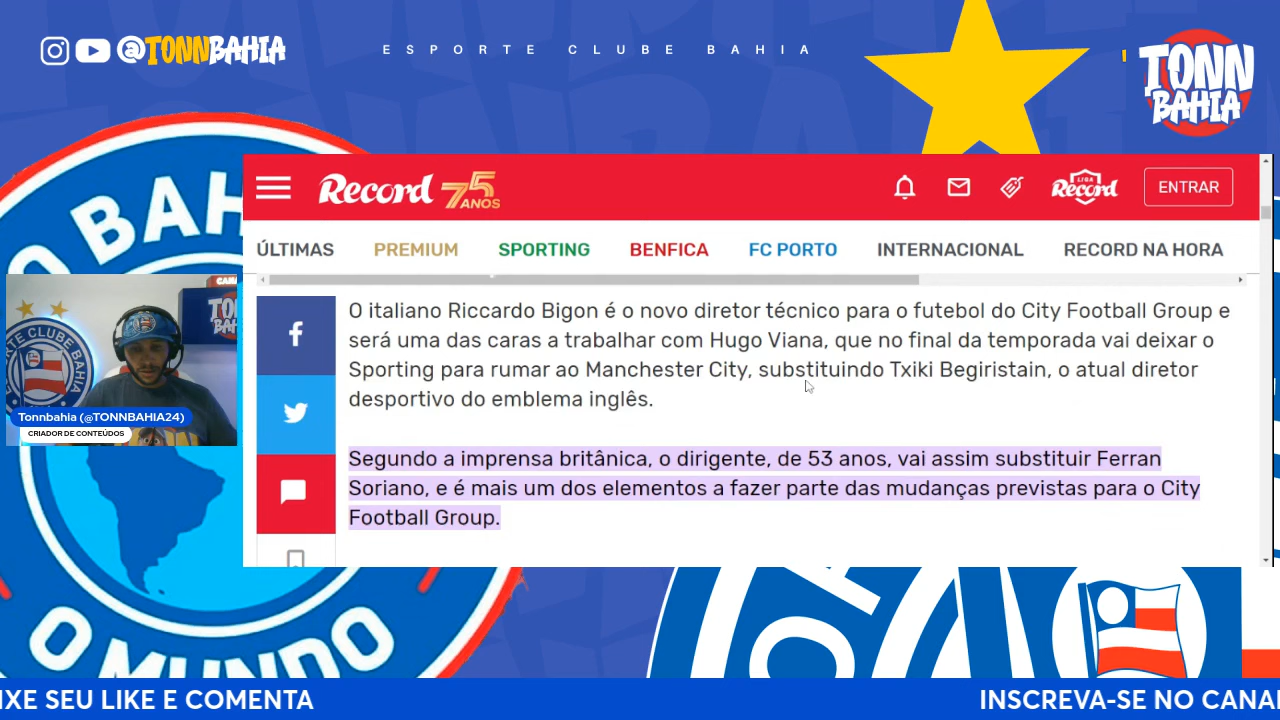 @TONNBAHIA
ESPORTE CLUBE BAHIA
TONN
BAHIA
BAH
O MUNDO
Record 75 ANOS
LIGA
Record
ENTRAR
ÚLTIMAS PREMIUM SPORTING BENFICA FC PORTO INTERNACIONAL RECORD NA HORA
O italiano Riccardo Bigon é o novo diretor técnico para o futebol do City Football Group e
será uma das caras a trabalhar com Hugo Viana, que no final da temporada vai deixar o
Sporting para rumar ao Manchester City, substituindo Txiki Begiristain, o atual diretor
desportivo do emblema inglês.
Segundo a imprensa britânica, o dirigente, de 53 anos, vai assim substituir Ferran
Soriano, e é mais um dos elementos a fazer parte das mudanças previstas para o City
Football Group.
Tonnbahia (@TONNBAHIA24)
CRIADOR DE CONTEÚDOS
IXE SEU LIKE E COMENTA
INSCREVA-SE NO CANA